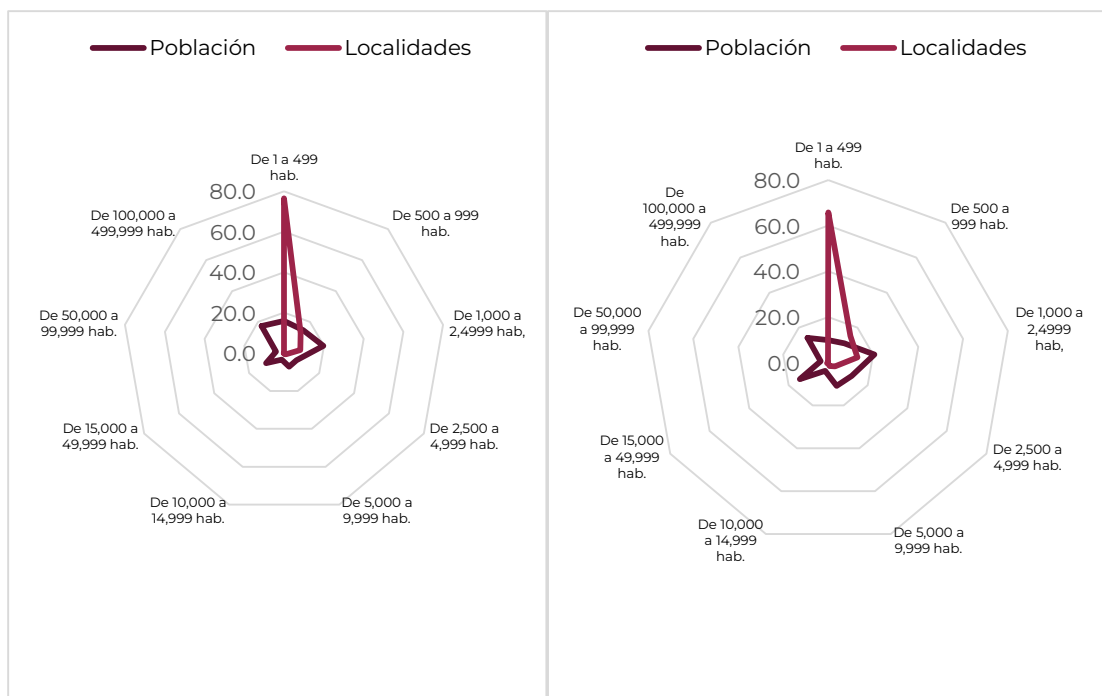 Población
Localidades
De 1 a 499
hab.
80.0
60.0
40.0
20.0
0.0
De 500 a 999
hab.
De 1,000 a
2,4999 hab,
De 2,500 a
4,999 hab.
De 5,000 a
9,999 hab.
De 10,000 a
14,999 hab.
De 15,000 a
49,999 hab.
De 50,000 a
99,999 hab.
De 100,000 a
499,999 hab.
Población
Localidades
De 1 a 499
hab.
80.0
60.0
40.0
20.0
0.0
De 500 a
999 hab.
De 1,000 a
2,4999
hab,
De 2,500 a
4,999 hab.
De 5,000 a
9,999 hab.
De 10,000
a 14,999
hab.
De 15,000
a 49,999
hab.
De 50,000
a 99,999
hab.
De
100,000 a
499,999
hab.